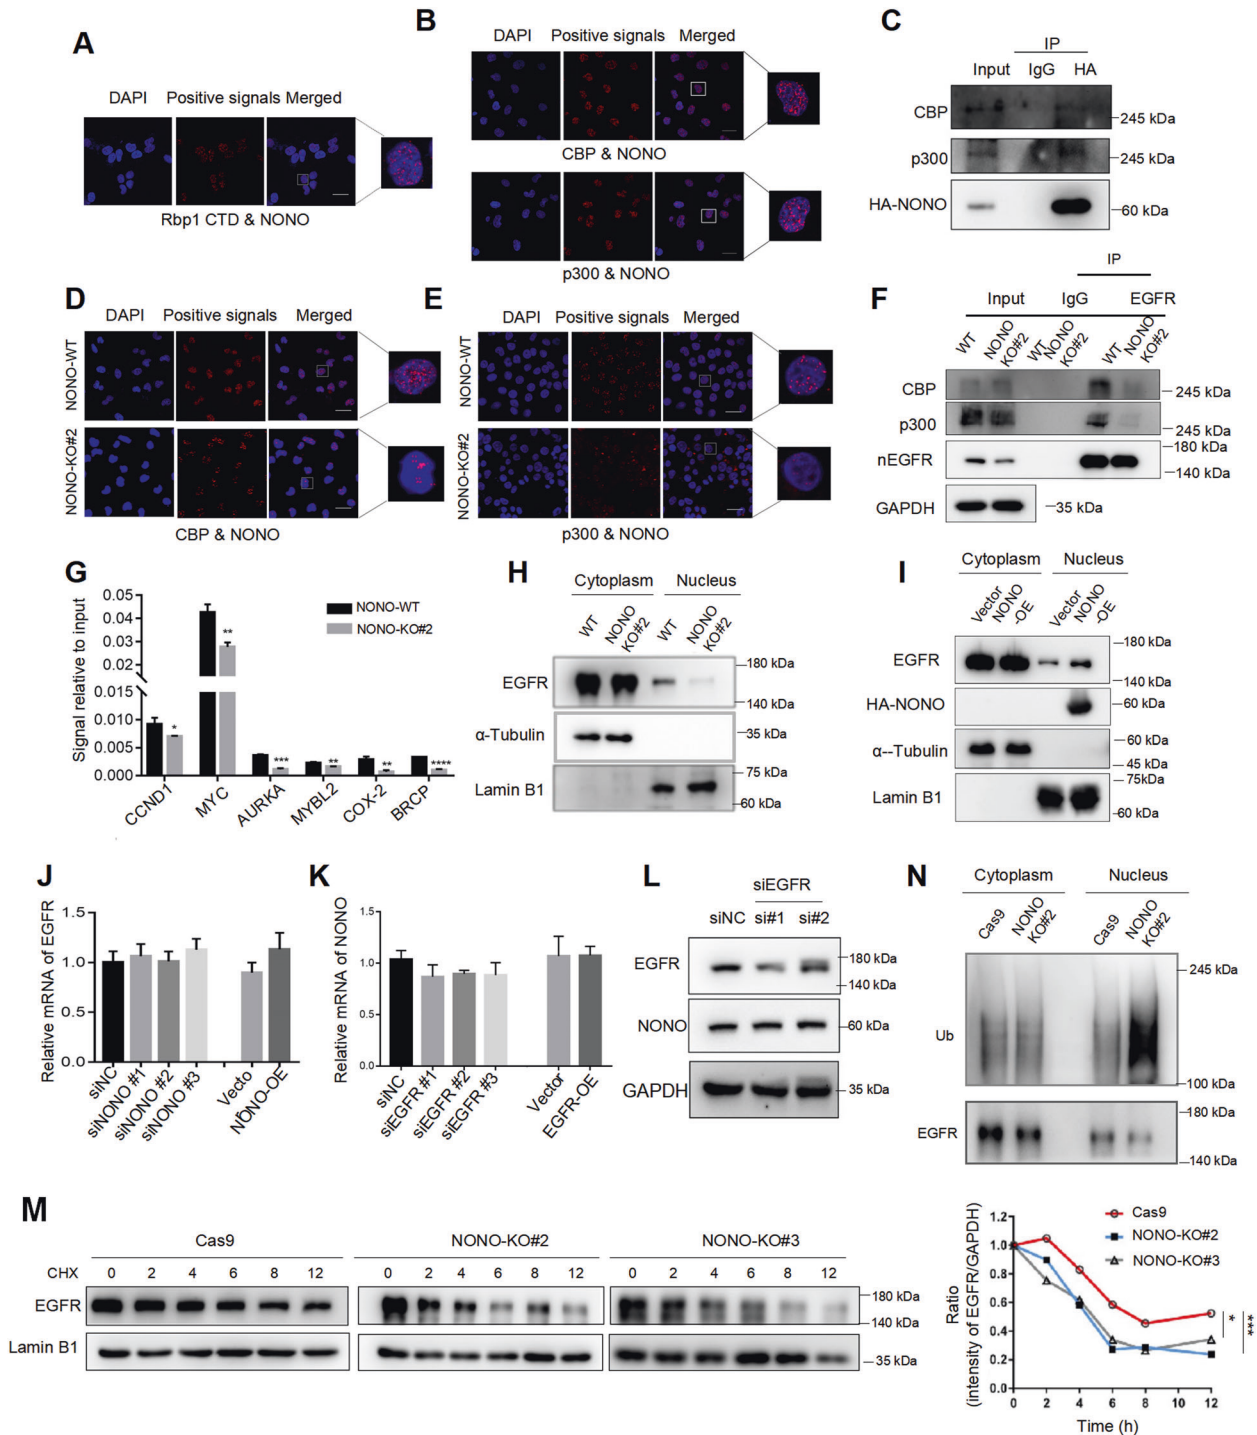 A
DAPI Positive signals Merged
Rbp1 CTD & NONO
B
DAPI Positive signals Merged
CBP & NONO
p300 & NONO
C
IP
Input IgG HA
CBP
245 kDa
p300
245 kDa
HA-NONO
60 kDa
D
DAPI Positive signals Merged
NONO-WT
NONO-KO#2
CBP & NONO
E
DAPI Positive signals Merged
NONO-WT
NONO-KO#2
p300 & NONO
F
IP
Input IgG EGFR
WT NONO KO#2 WT NONO KO#2 WT NONO KO#2
CBP
245 kDa
p300
245 kDa
nEGFR
180 kDa
140 kDa
GAPDH
35 kDa
G
Signal relative to input
0.06
0.05
0.04
0.03
0.02
0.015
0.010
0.005
0.000
NONO-WT
NONO-KO#2
* ** *** ** ** ****
CCND1 MYC AURKA MYBL2 COX-2 BRCP
H
Cytoplasm Nucleus
WT NONO KO#2 WT NONO KO#2
EGFR
180 kDa
140 kDa
α-Tubulin
35 kDa
Lamin B1
75 kDa
60 kDa
I
Cytoplasm Nucleus
Vector NONO -OE Vector NONO -OE
EGFR
180 kDa
140 kDa
HA-NONO
60 kDa
α--Tubulin
60 kDa
45 kDa
Lamin B1
75kDa
60 kDa
J
Relative mRNA of EGFR
1.5
1.0
0.5
0.0
siNC siNONO #1 siNONO #2 siNONO #3 Vecto NONO-OE
K
Relative mRNA of NONO
1.5
1.0
0.5
0.0
siNC siEGFR #1 siEGFR #2 siEGFR #3 Vector EGFR-OE
L
siEGFR
siNC si#1 si#2
EGFR
180 kDa
140 kDa
NONO
60 kDa
GAPDH
35 kDa
N
Cytoplasm Nucleus
Cas9 NONO KO#2 Cas9 NONO KO#2
Ub
245 kDa
100 kDa
EGFR
180 kDa
140 kDa
M
Cas9 NONO-KO#2 NONO-KO#3
CHX 0 2 4 6 8 12 0 2 4 6 8 12 0 2 4 6 8 12
EGFR
180 kDa
140 kDa
Lamin B1
35 kDa
Ratio
(intensity of EGFR/GAPDH)
1.2
1.0
0.8
0.6
0.4
0.2
0.0
0 2 4 6 8 10 12
Time (h)
Cas9
NONO-KO#2
NONO-KO#3
*
***